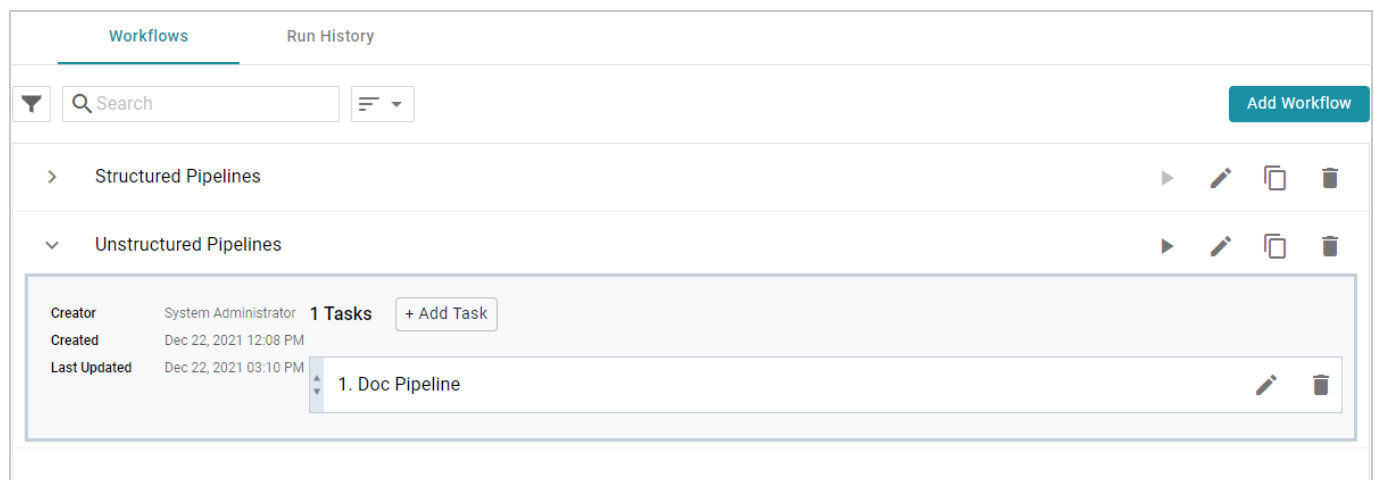 Workflows Run History
Search
Add Workflow
Structured Pipelines
Unstructured Pipelines
Creator System Administrator 1 Tasks + Add Task
Created Dec 22, 2021 12:08 PM
Last Updated Dec 22, 2021 03:10 PM
1. Doc Pipeline